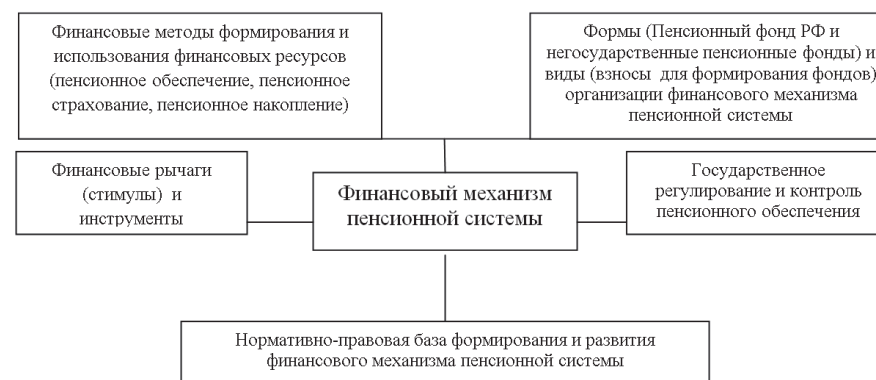 Финансовые методы формирования и
использования финансовых ресурсов
(пенсионное обеспечение, пенсионное
страхование, пенсионное накопление)
Формы (Пенсионный фонд РФ и
негосударственные пенсионные фонды) и
виды (взносы для формирования фондов)
организации финансового механизма
пенсионной системы
Финансовые рычаги
(стимулы) и
инструменты
Финансовый механизм
пенсионной системы
Государственное
регулирование и контроль
пенсионного обеспечения
Нормативно-правовая база формирования и развития
финансового механизма пенсионной системы